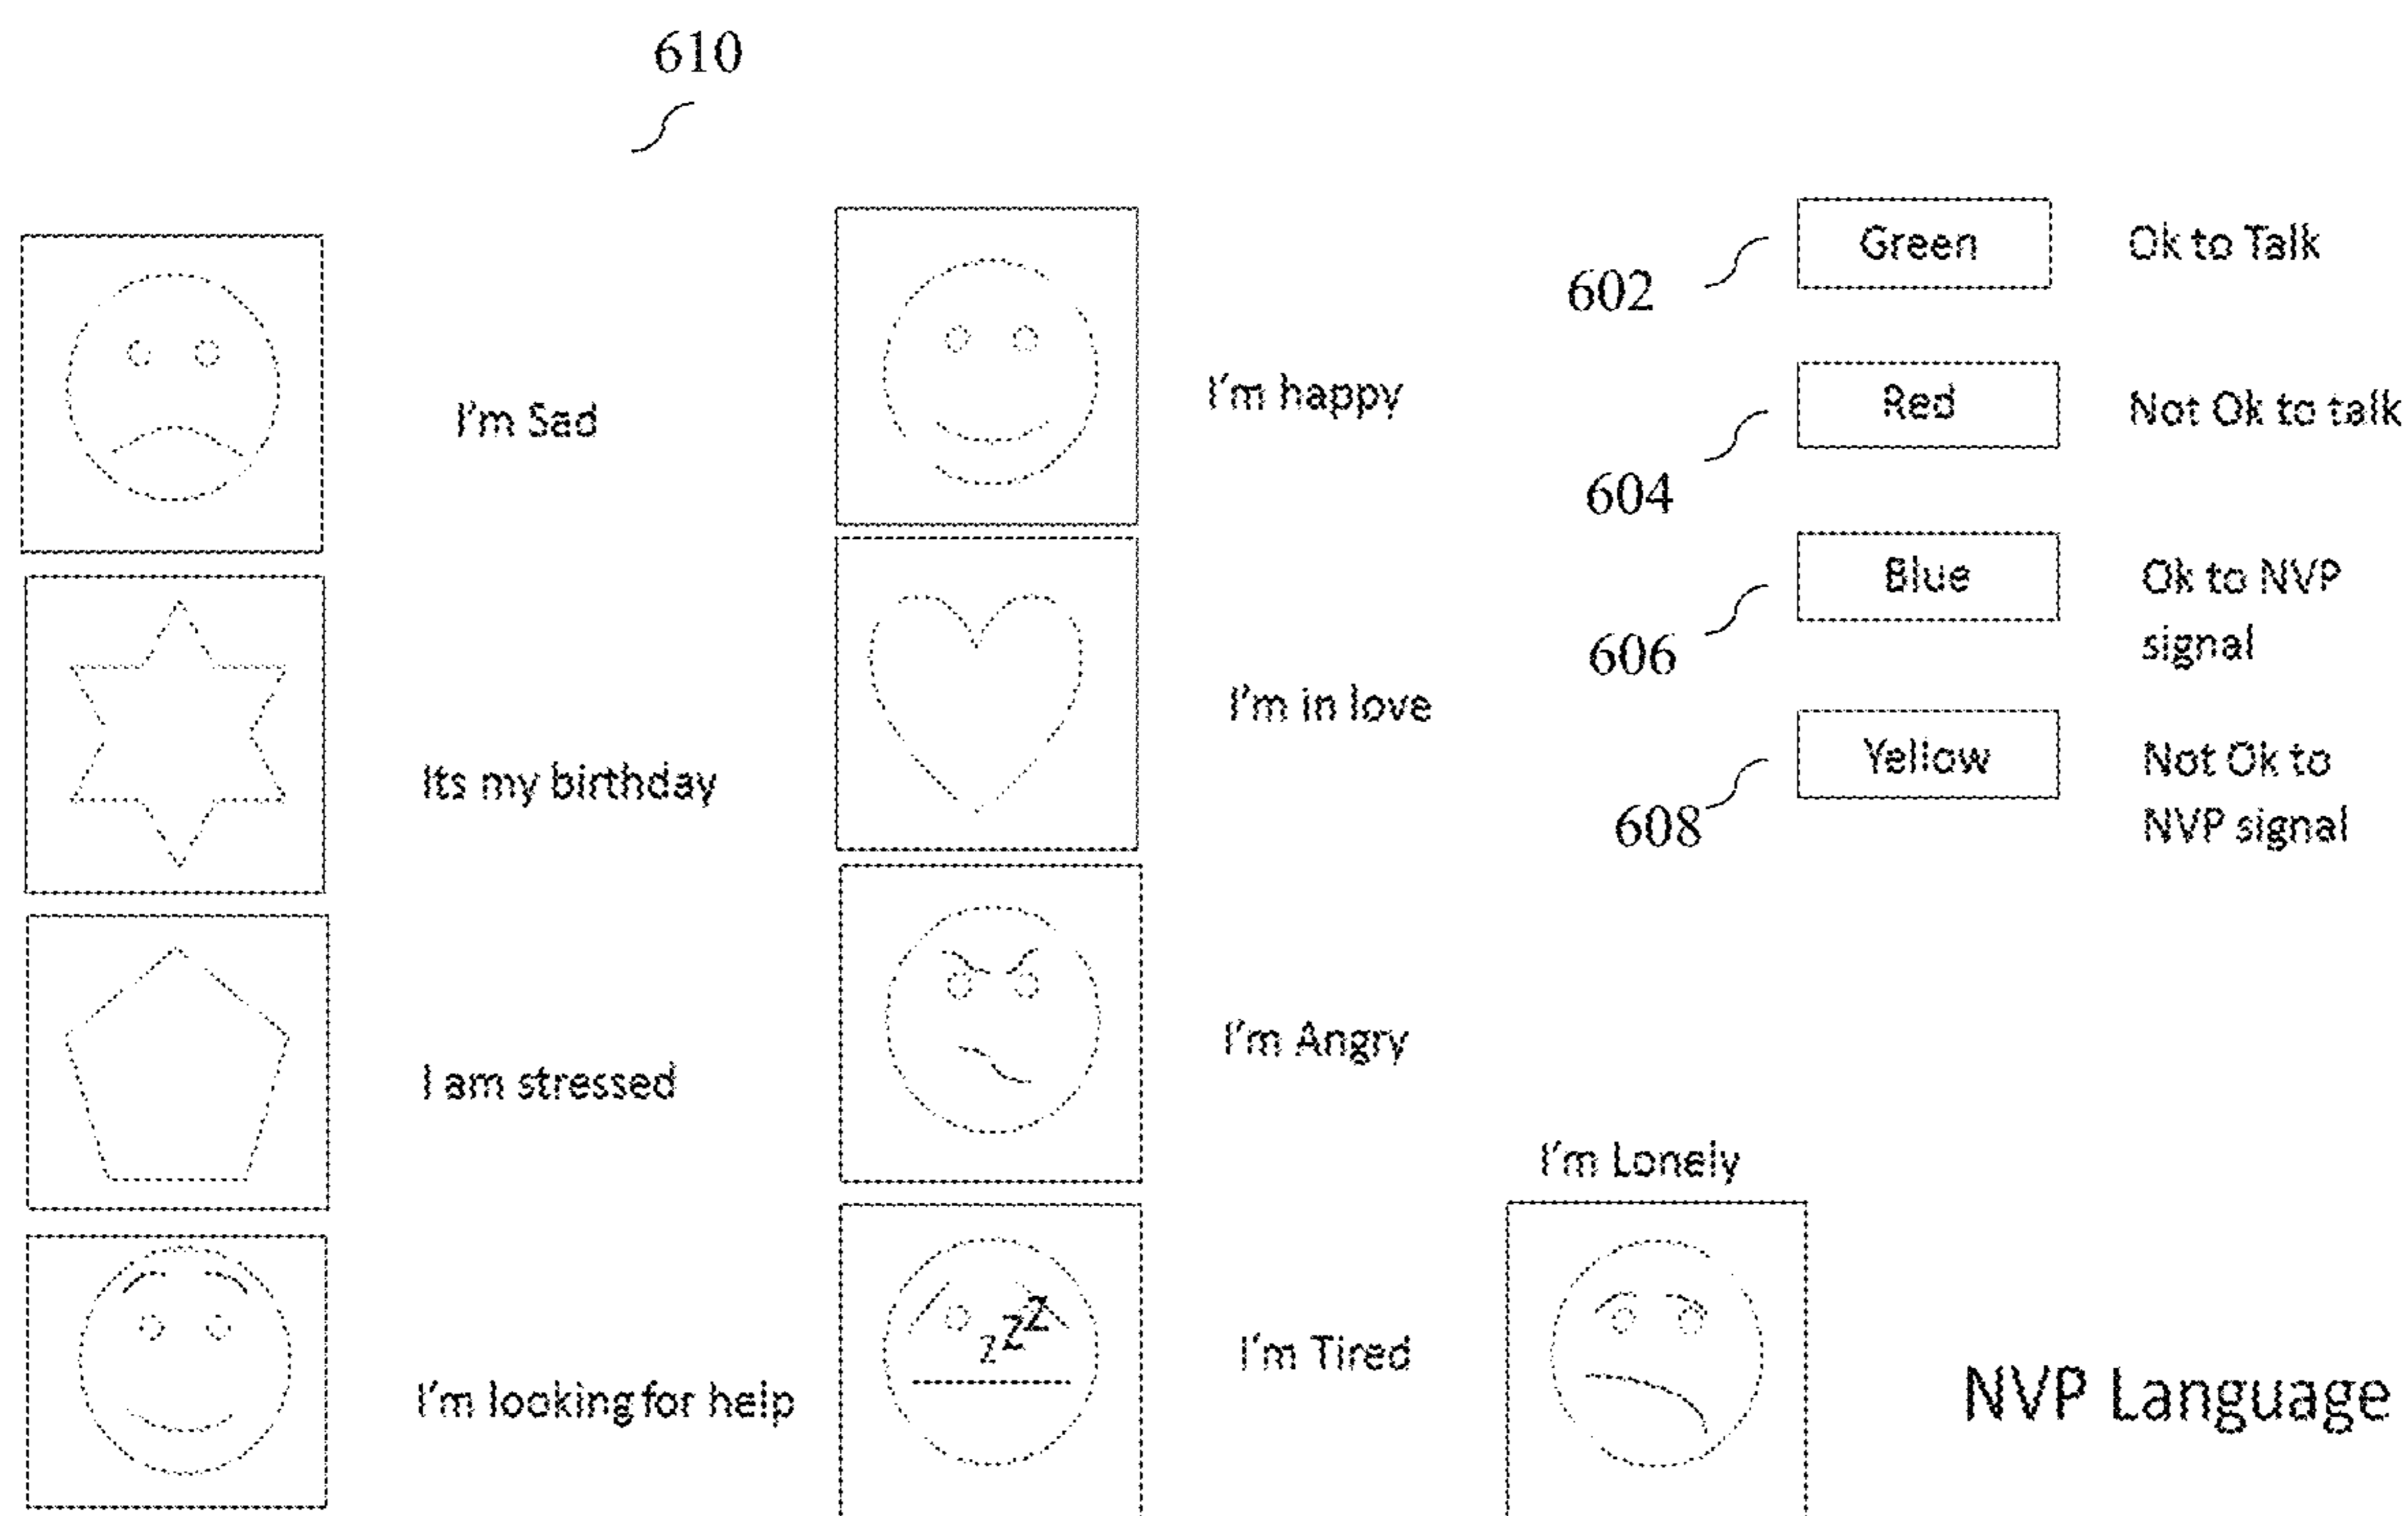 610
I'm Sad
Its my birthday
I am stressed
I'm looking for help
I'm happy
I'm in love
I'm Angry
z z Z
I'm Tired
602
Green
Ok to Talk
604
Red
Not Ok to talk
606
Blue
Ok to NVP
signal
608
Yellow
Not Ok to
NVP signal
I'm Lonely
NVP Language